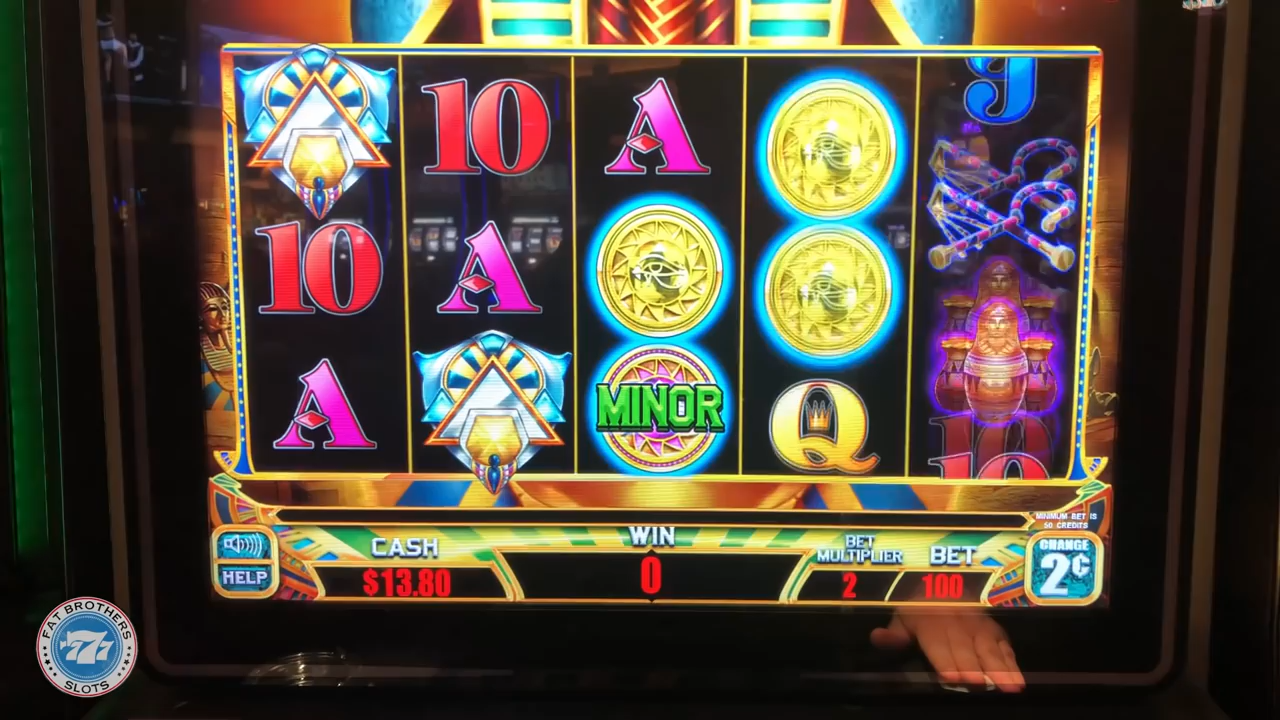 J
10 A
10 A
A MINOR Q
10
MINIMUM BET IS
50 CREDITS
HELP
CASH
$13.80
WIN
0
BET
MULTIPLIER
2
BET
100
CHANGE
2¢
FAT BROTHERS
777
SLOTS